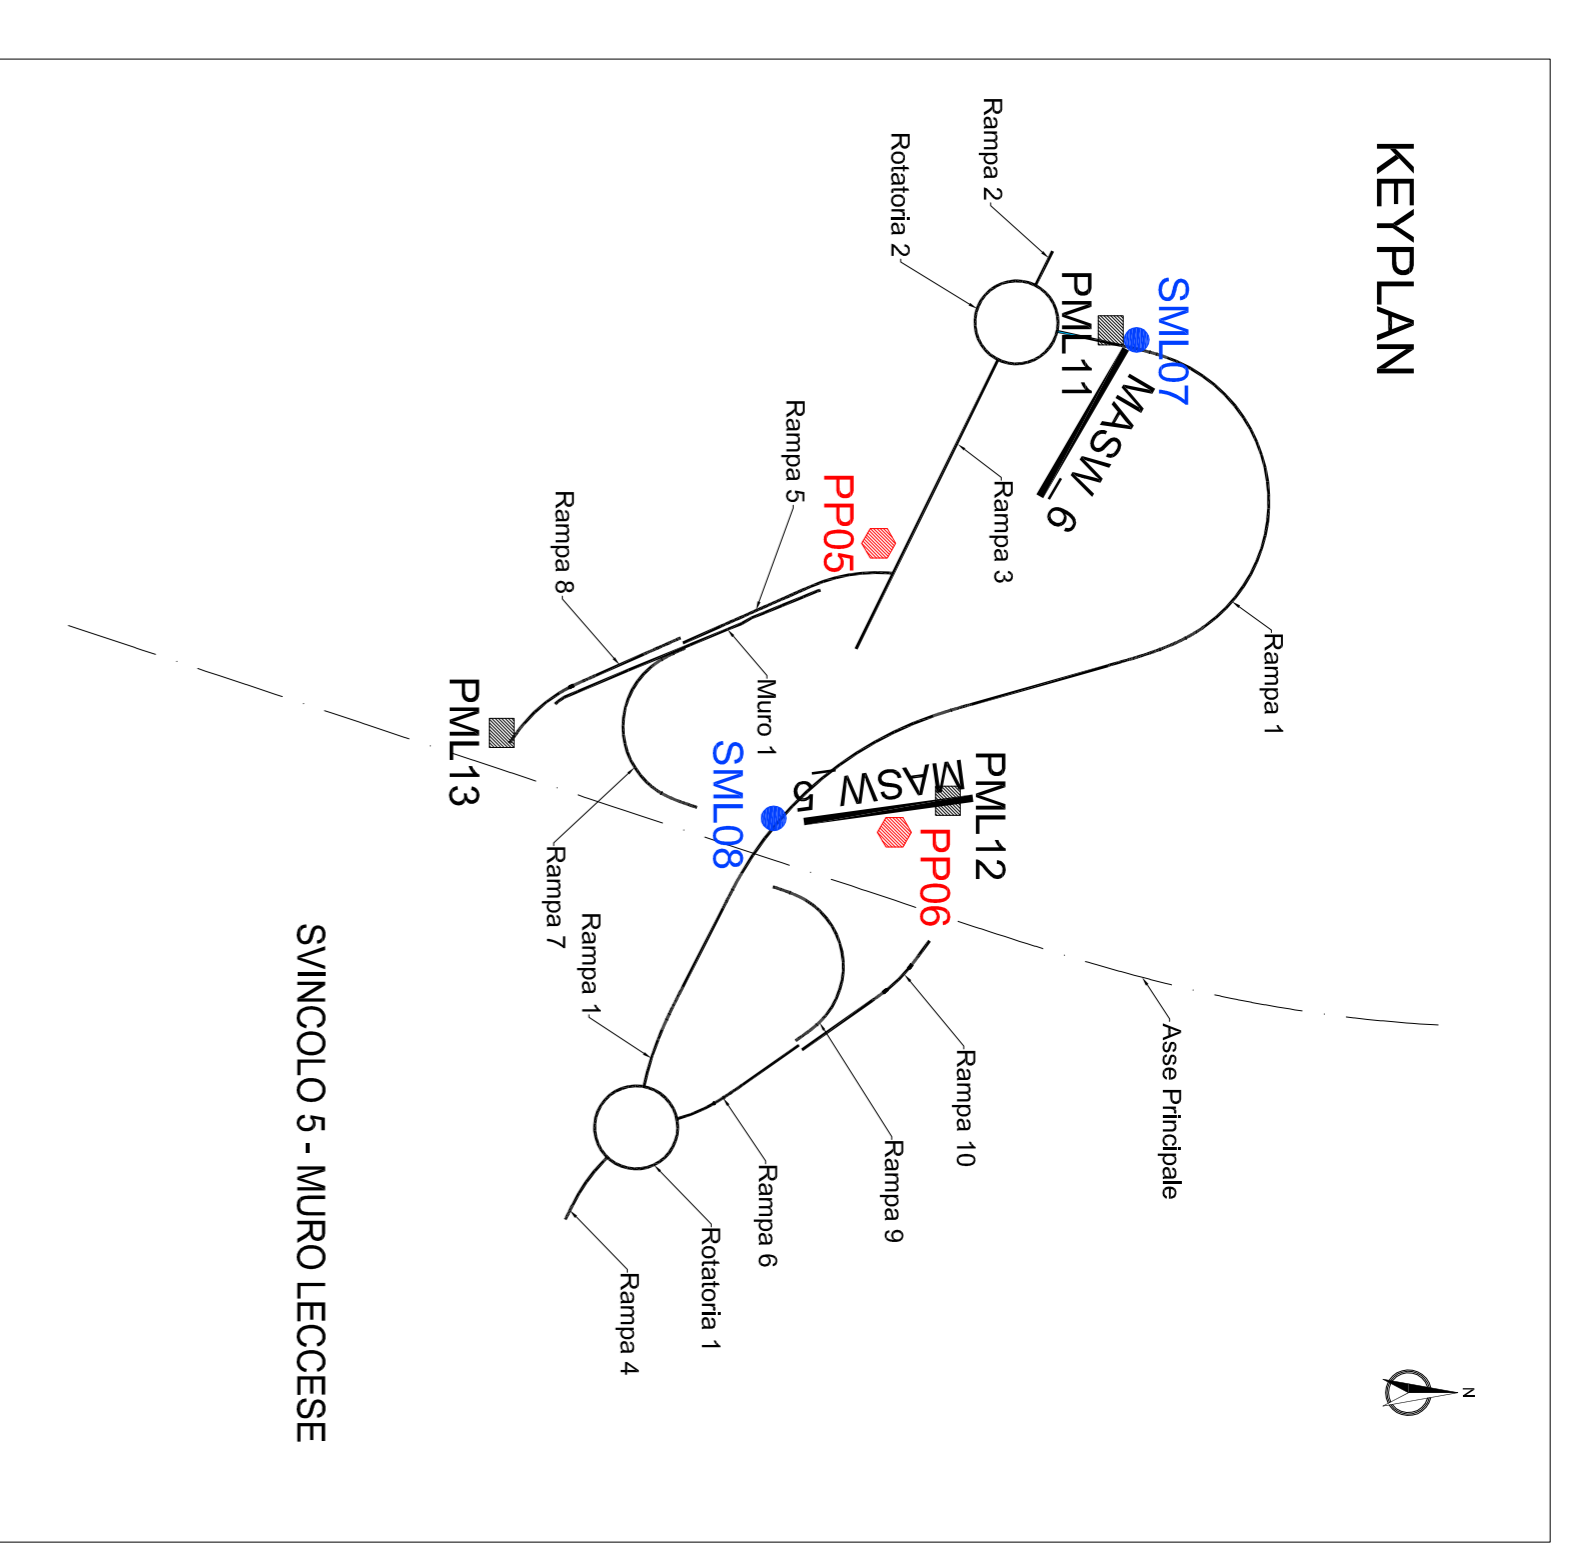 KEYPLAN
SML07
PML11
MASW_6
Rampa 2
Rotatoria 2
Rampa 3
Rampa 1
PP05
Rampa 5
Rampa 8
Muro 1
PML13
SML08
MASW_5
PML12
PP06
Rampa 7
Rampa 1
Asse Principale
Rampa 10
Rampa 9
Rampa 6
Rotatoria 1
Rampa 4
SVINCOLO 5 - MURO LECCESE
N